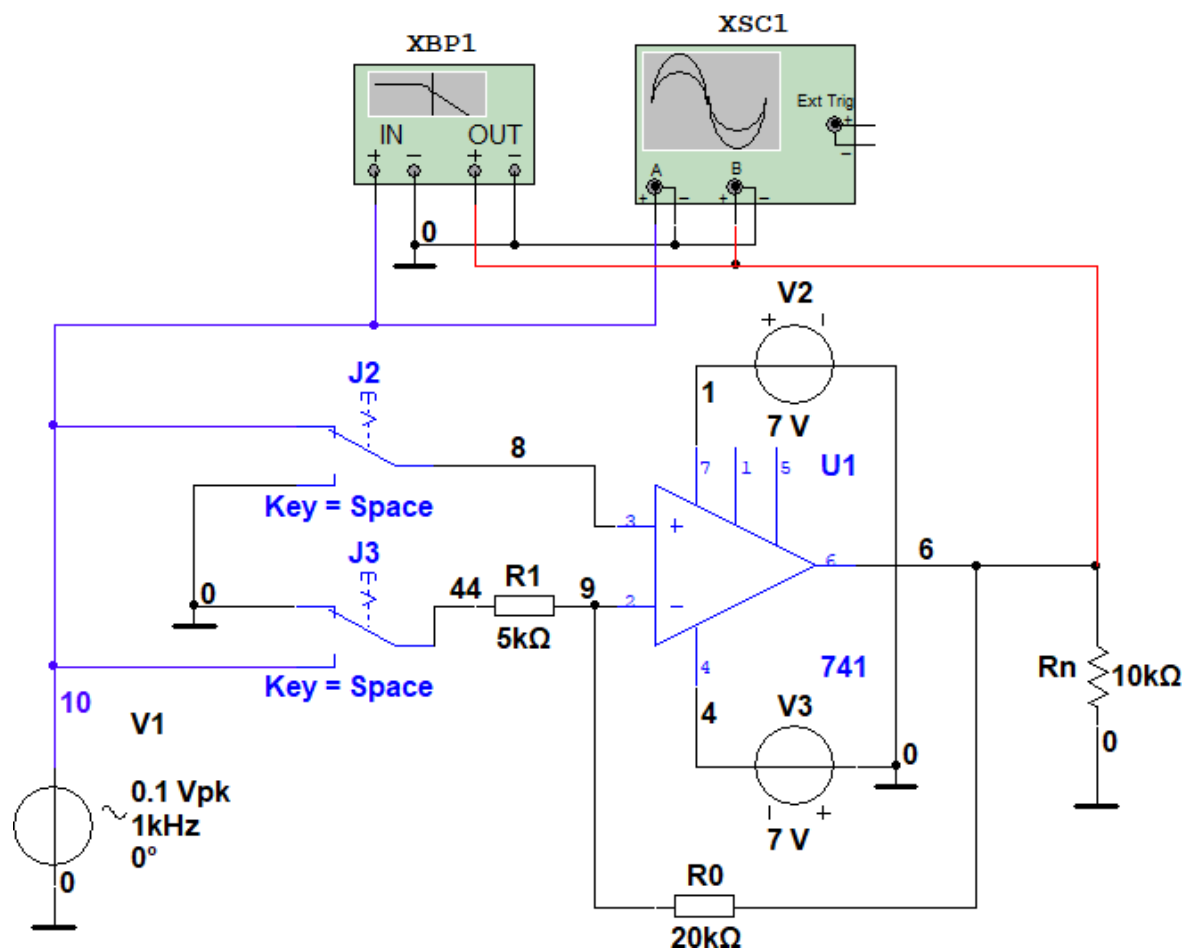 XBP1
XSC1
IN OUT
+ − + −
Ext Trig
+
−
A B
+ − + −
0
V2
+ −
7 V
J2
Key = Space
8
1
7 1 5
U1
3 +
J3
Key = Space
0
44 R1 9
5kΩ
2 −
6
6
4
741
4
V3
− +
7 V
0
Rn 10kΩ
0
10
V1
0.1 Vpk
1kHz
0°
0
R0
20kΩ